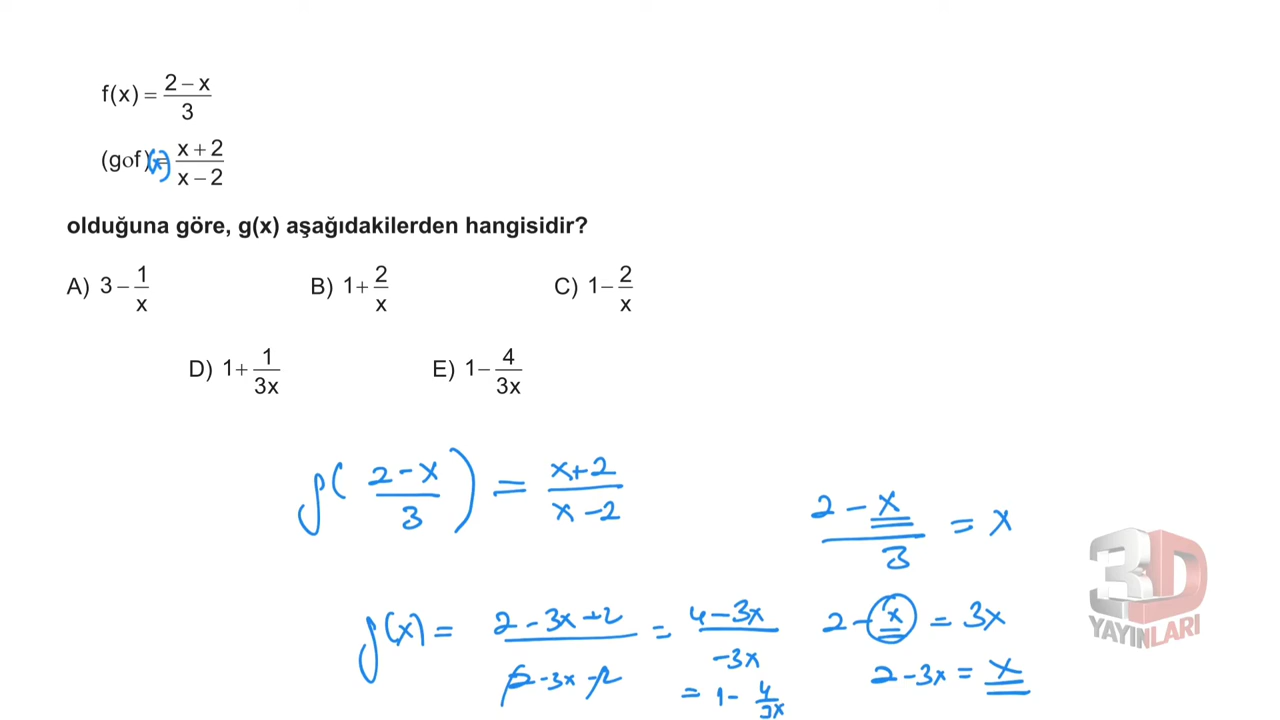 f(x) = (2 − x)/3
(gof)(x) = (x + 2)/(x − 2)
olduğuna göre, g(x) aşağıdakilerden hangisidir?
A) 3 − 1/x B) 1 + 2/x C) 1 − 2/x
D) 1 + 1/(3x) E) 1 − 4/(3x)
g((2 − x)/3) = (x + 2)/(x − 2)
(2 − x)/3 = x
g(x) = (2 − 3x + 2)/(2 − 3x − 2) = (4 − 3x)/(−3x)
= 1 − 4/(3x)
2 − x = 3x
2 − 3x = x
3D
YAYINLARI